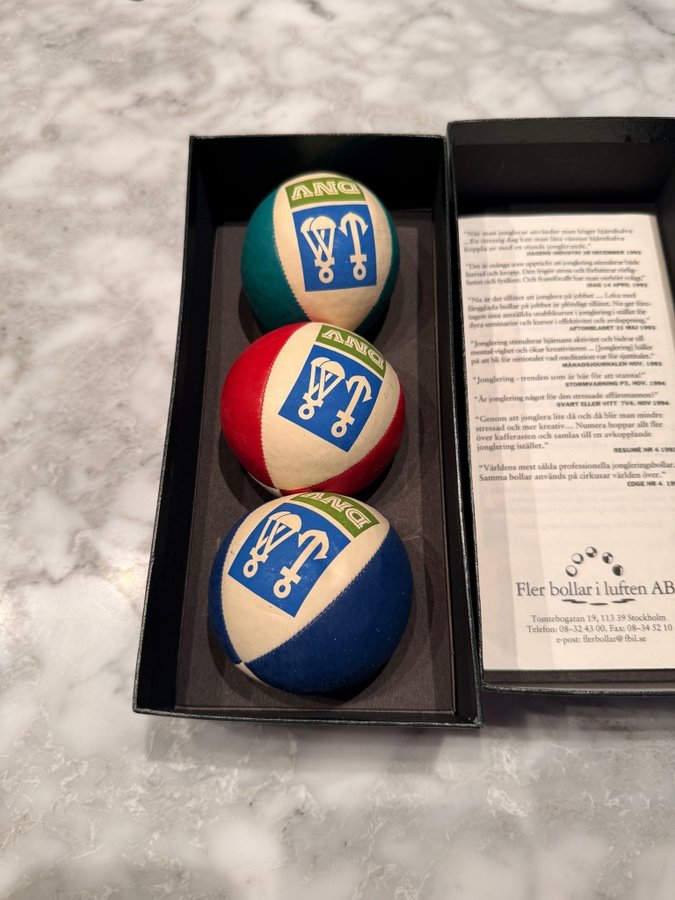 DNV
DNV
DNV
"När man jonglerar använder man höger hjärnhalva
...En stressig dag kan man låta vänster hjärnhalva
koppla av med en stunds jonglerande."
DAGENS INDUSTRI 28 DECEMBER 1992
"Det är många som upptäckt att jonglering stimulerar både
huvud och kropp. Den frigör stress och förbättrar rörlig-
heten och fysiken. Och framförallt har man oerhört roligt."
IDAG 14 APRIL 1993
"Nu är det tillåtet att jonglera på jobbet ... Leka med
färgglada bollar på jobbet är plötsligt tillåtet. Nu ger före-
tagen sina anställda snabbkurser i jonglering i stället för
dyra seminarier och kurser i effektivitet och avslappning."
AFTONBLADET 31 MAJ 1993
"Jonglering stimulerar hjärnans aktivitet och bidrar till
mental vighet och ökar kreativiteten ... [Jonglering] håller
på att bli för nittiotalet vad meditation var för sjuttiotalet."
MÅNADSJOURNALEN NOV. 1993
"Jonglering - trenden som är här för att stanna!"
STORMVARNING P3, NOV. 1994
"Är jonglering något för den stressade affärsmannen?"
SVART ELLER VITT TV4, NOV 1994
"Genom att jonglera lite då och då blir man mindre
stressad och mer kreativ... Numera hoppar allt fler
över kafferasten och samlas till en avkopplande
jonglering istället."
RESUMÉ NR 4 199
"Världens mest sålda professionella jongleringsbollar.
Samma bollar används på cirkusar världen över."
EDGE NR 4 19
Fler bollar i luften AB
Tomtebogatan 19, 113 39 Stockholm
Telefon: 08-32 43 00. Fax: 08-34 52 10
e-post: flerbollar@fbil.se